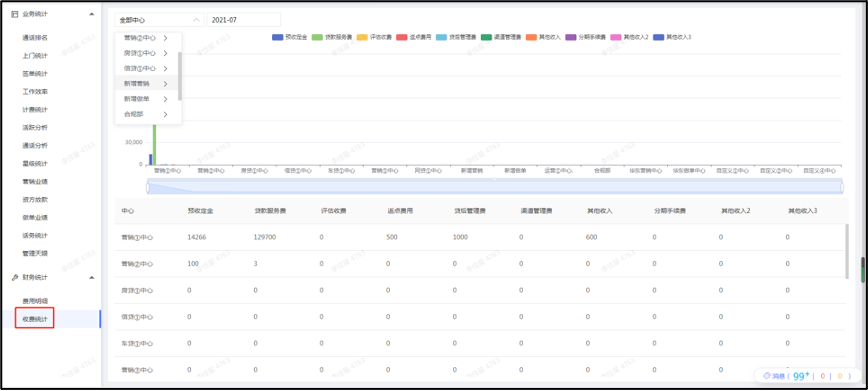 业务统计
通话排名
上门统计
签单统计
工作效率
计费统计
活跃分析
通话分析
星级统计
营销业绩
资方放款
做单业绩
话务统计
管理天眼
财务统计
费用明细
收费统计
全部中心
2021-07
营销②中心
房贷①中心
信贷①中心
新增营销
新增做单
合规部
预收定金 贷款服务费 评估收费 返点费用 贷后管理费 渠道管理费 其他收入 分期手续费 其他收入2 其他收入3
30,000
0
营销①中心 营销②中心 房贷①中心 信贷①中心 车贷①中心 营销②中心 网贷①中心 新增营销 新增做单 运营①中心 合规部 华东营销中心 华东做单中心 自定义①中心 自定义②中心 自定义④中心
中心 预收定金 贷款服务费 评估收费 返点费用 贷后管理费 渠道管理费 其他收入 分期手续费 其他收入2 其他收入3
营销①中心 14266 129700 0 500 1000 0 600 0 0 0
营销②中心 100 3 0 0 0 0 0 0 0 0
房贷①中心 0 0 0 0 0 0 0 0 0 0
信贷①中心 0 0 0 0 0 0 0 0 0 0
车贷①中心 0 0 0 0 0 0 0 0 0 0
营销②中心 0 0 0 0 0 0 0 0
消息 ( 99+ | 0 | 0 )